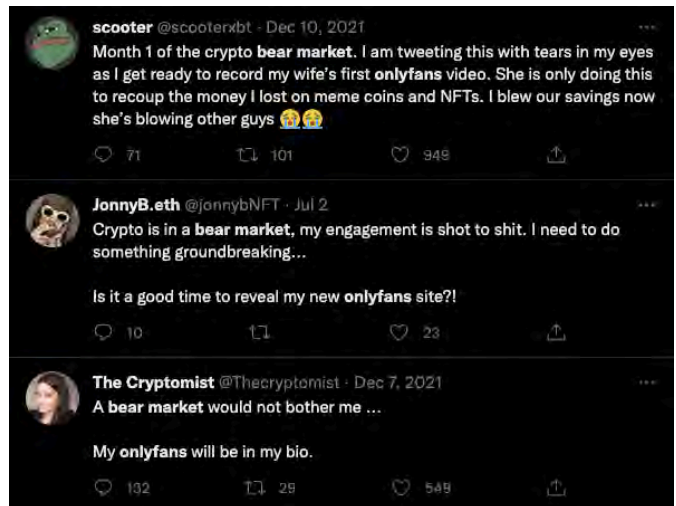 scooter @scooterxbt · Dec 10, 2021
Month 1 of the crypto bear market. I am tweeting this with tears in my eyes
as I get ready to record my wife's first onlyfans video. She is only doing this
to recoup the money I lost on meme coins and NFTs. I blew our savings now
she's blowing other guys 😭😭
71 101 949
JonnyB.eth @jonnybNFT · Jul 2
Crypto is in a bear market, my engagement is shot to shit. I need to do
something groundbreaking...
Is it a good time to reveal my new onlyfans site?!
10 23
The Cryptomist @Thecryptomist · Dec 7, 2021
A bear market would not bother me ...
My onlyfans will be in my bio.
132 29 549